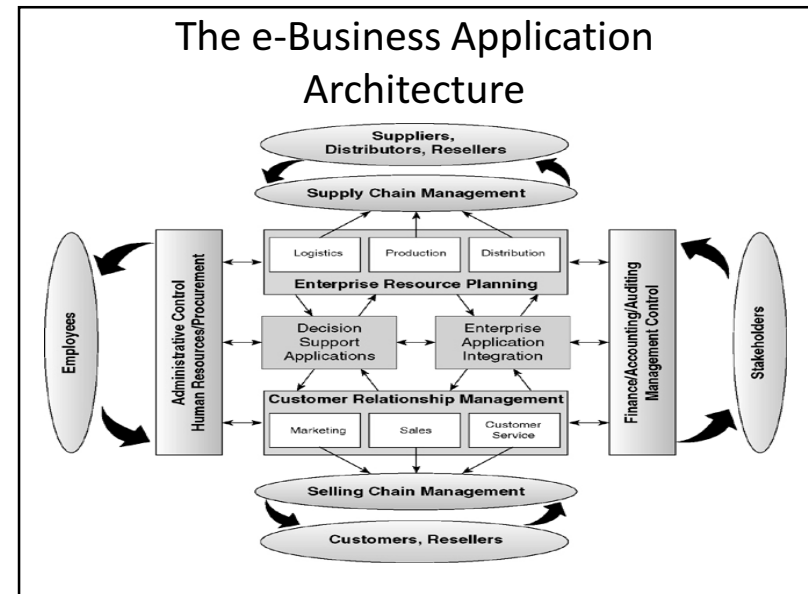 The e-Business Application
Architecture
Suppliers,
Distributors, Resellers
Supply Chain Management
Logistics
Production
Distribution
Enterprise Resource Planning
Employees
Administrative Control
Human Resources/Procurement
Decision
Support
Applications
Enterprise
Application
Integration
Finance/Accounting/Auditing
Management Control
Stakeholders
Customer Relationship Management
Marketing
Sales
Customer
Service
Selling Chain Management
Customers, Resellers